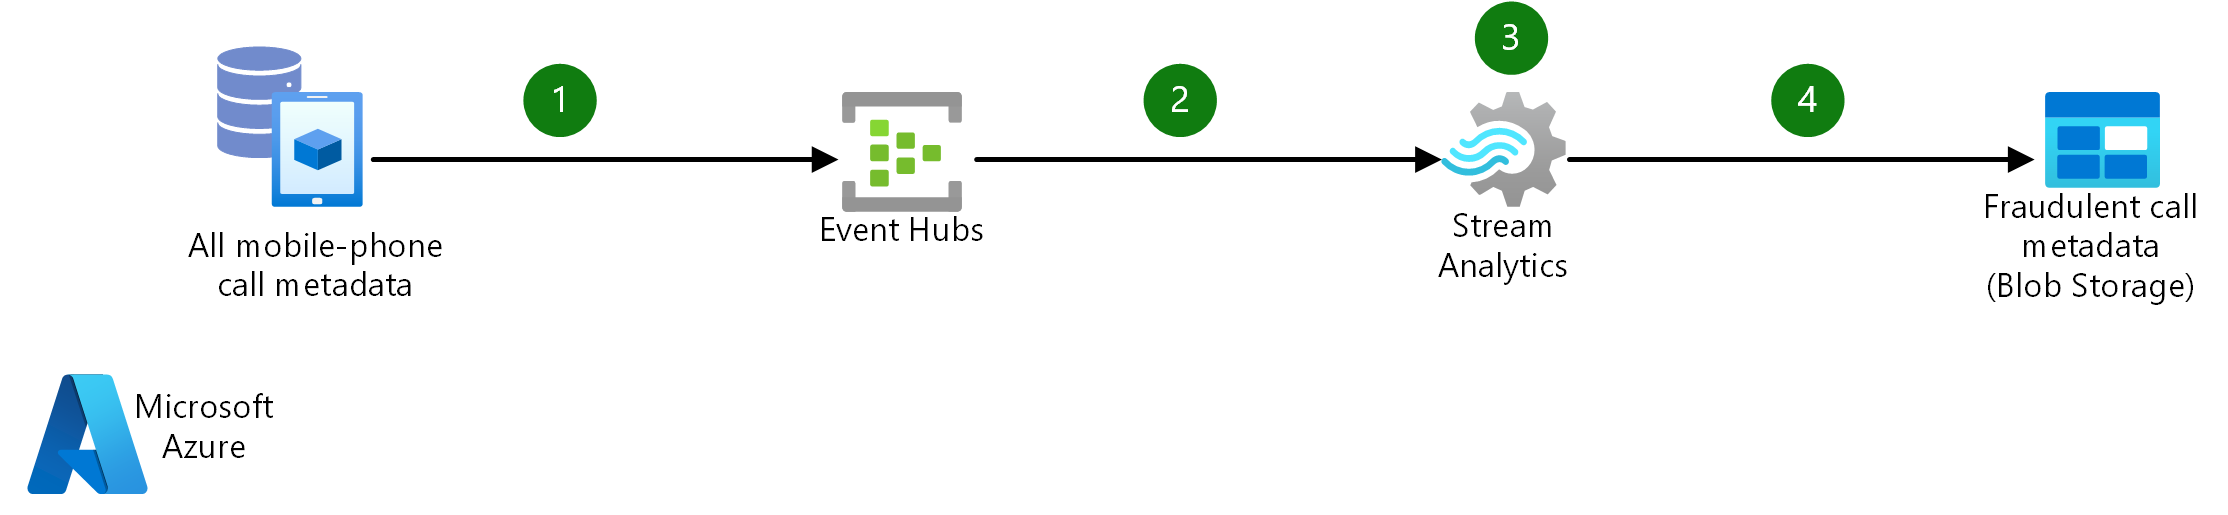 1
2
3
4
All mobile-phone
call metadata
Event Hubs
Stream
Analytics
Fraudulent call
metadata
(Blob Storage)
Microsoft
Azure